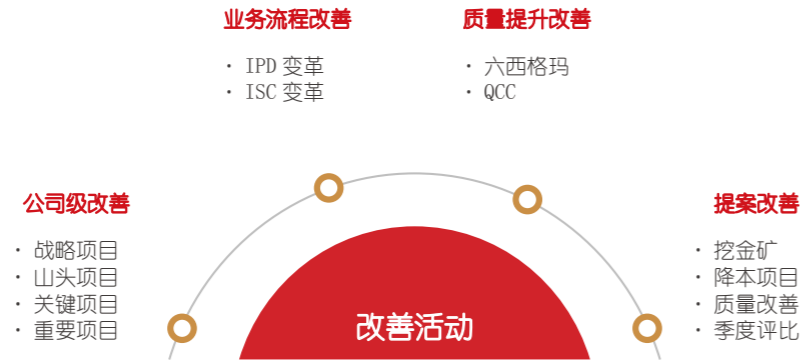 业务流程改善
· IPD 变革
· ISC 变革
质量提升改善
· 六西格玛
· QCC
公司级改善
· 战略项目
· 山头项目
· 关键项目
· 重要项目
提案改善
· 挖金矿
· 降本项目
· 质量改善
· 季度评比
改善活动